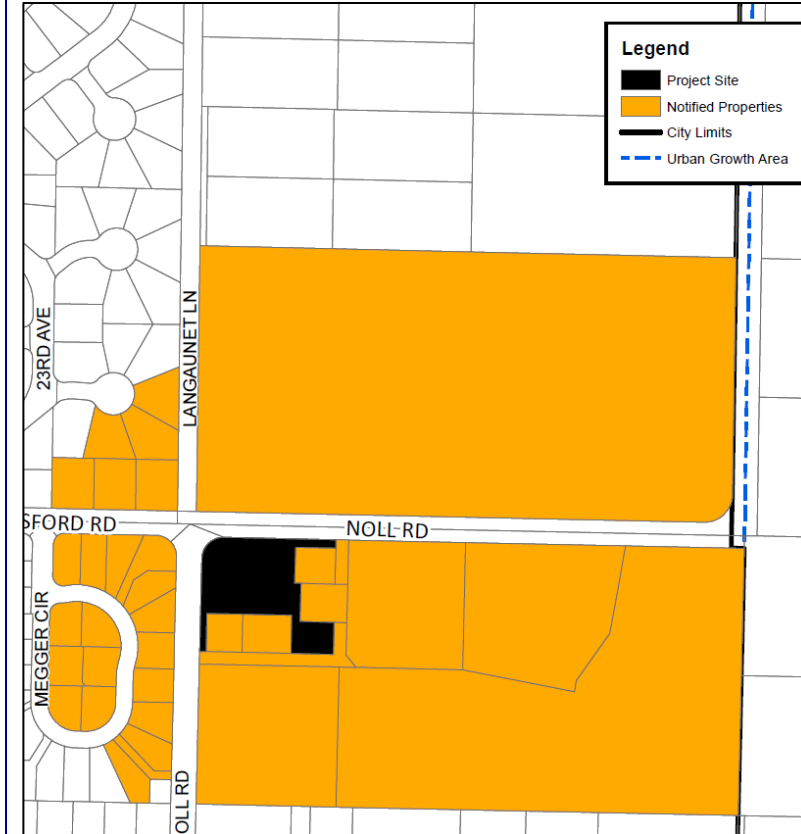 Legend
Project Site
Notified Properties
City Limits
Urban Growth Area
23RD AVE
LANGAUNET LN
SFORD RD
NOLL RD
MEGGER CIR
OLL RD